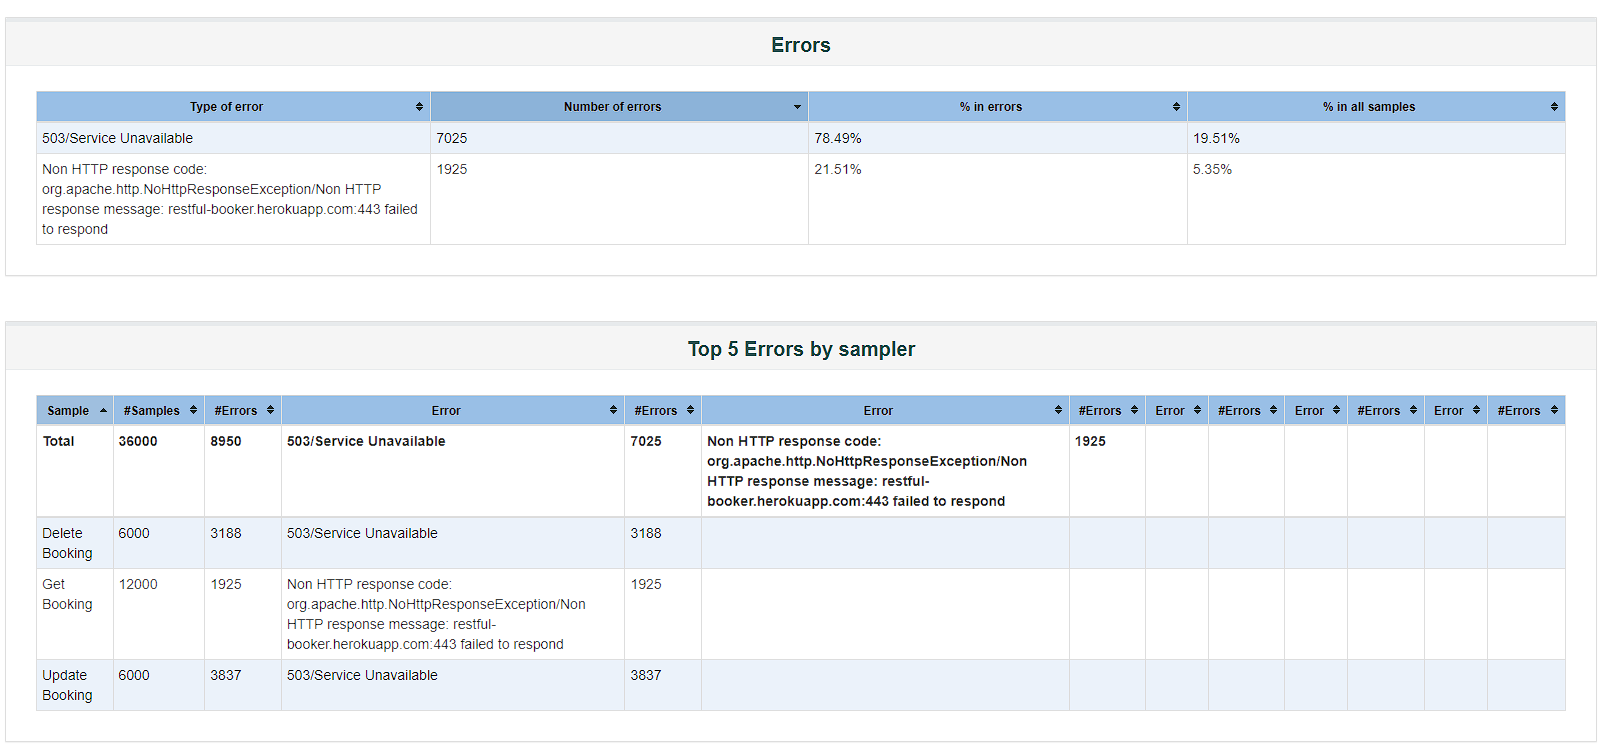 Errors
Type of error Number of errors % in errors % in all samples
503/Service Unavailable 7025 78.49% 19.51%
Non HTTP response code: 1925 21.51% 5.35%
org.apache.http.NoHttpResponseException/Non HTTP
response message: restful-booker.herokuapp.com:443 failed
to respond
Top 5 Errors by sampler
Sample #Samples #Errors Error #Errors Error #Errors Error #Errors Error #Errors Error #Errors
Total 36000 8950 503/Service Unavailable 7025 Non HTTP response code: 1925
org.apache.http.NoHttpResponseException/Non
HTTP response message: restful-
booker.herokuapp.com:443 failed to respond
Delete 6000 3188 503/Service Unavailable 3188
Booking
Get 12000 1925 Non HTTP response code: 1925
Booking org.apache.http.NoHttpResponseException/Non
HTTP response message: restful-
booker.herokuapp.com:443 failed to respond
Update 6000 3837 503/Service Unavailable 3837
Booking